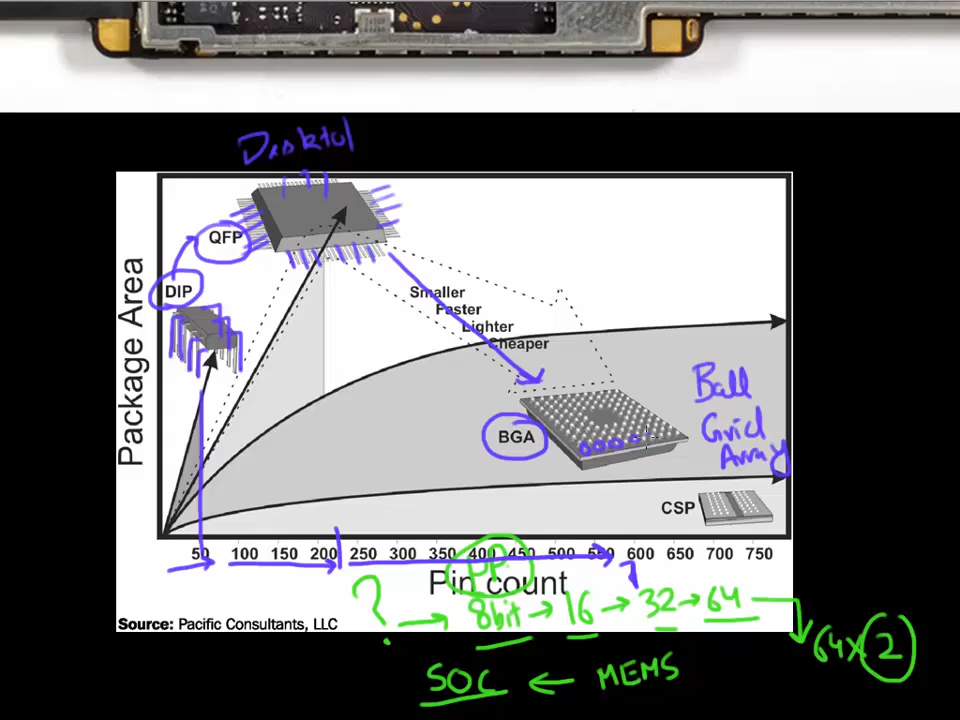 Desktop
QFP
DIP
Smaller
Faster
Lighter
Cheaper
Package Area
BGA
Ball
Grid
Array
CSP
50 100 150 200 250 300 350 400 450 500 550 600 650 700 750
μP
Pin count
? → 8bit → 16 → 32 → 64
Source: Pacific Consultants, LLC
64x2
SOC ← MEMS